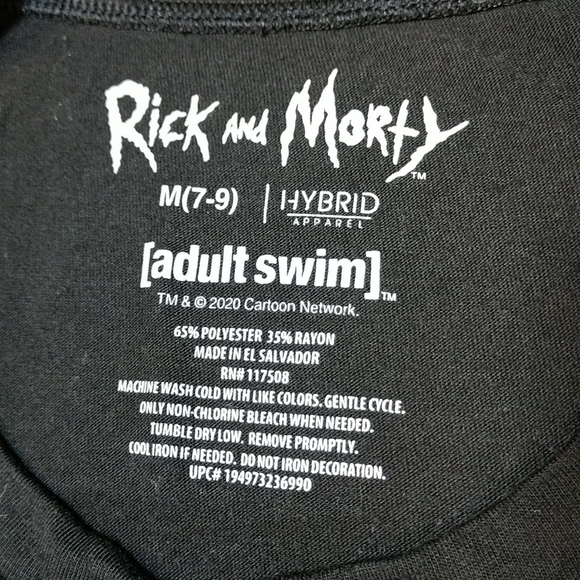 Rick and Morty™
M(7-9) | HYBRID
APPAREL
[adult swim]™
TM & © 2020 Cartoon Network.
65% POLYESTER 35% RAYON
MADE IN EL SALVADOR
RN# 117508
MACHINE WASH COLD WITH LIKE COLORS. GENTLE CYCLE.
ONLY NON-CHLORINE BLEACH WHEN NEEDED.
TUMBLE DRY LOW. REMOVE PROMPTLY.
COOL IRON IF NEEDED. DO NOT IRON DECORATION.
UPC# 194973236990